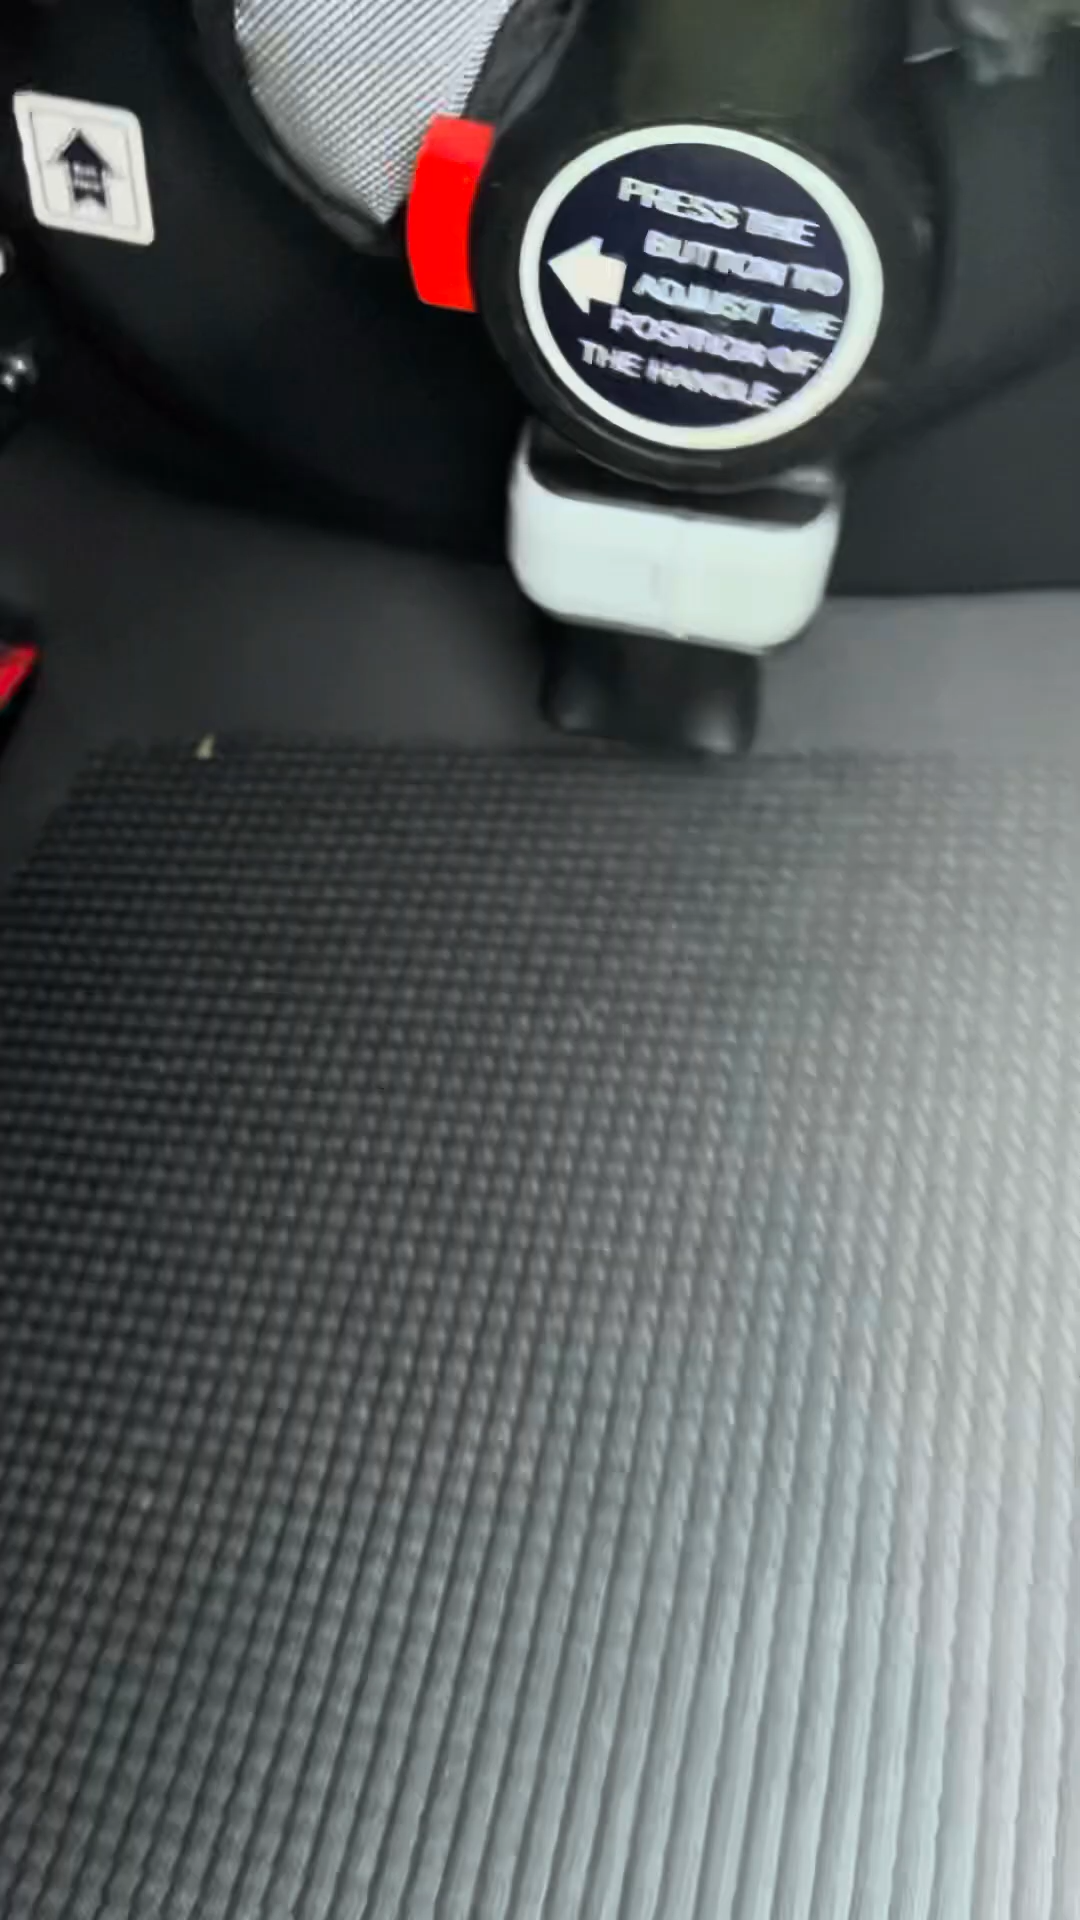 PRESS THE
BUTTON TO
ADJUST THE
POSITION OF
THE HANDLE